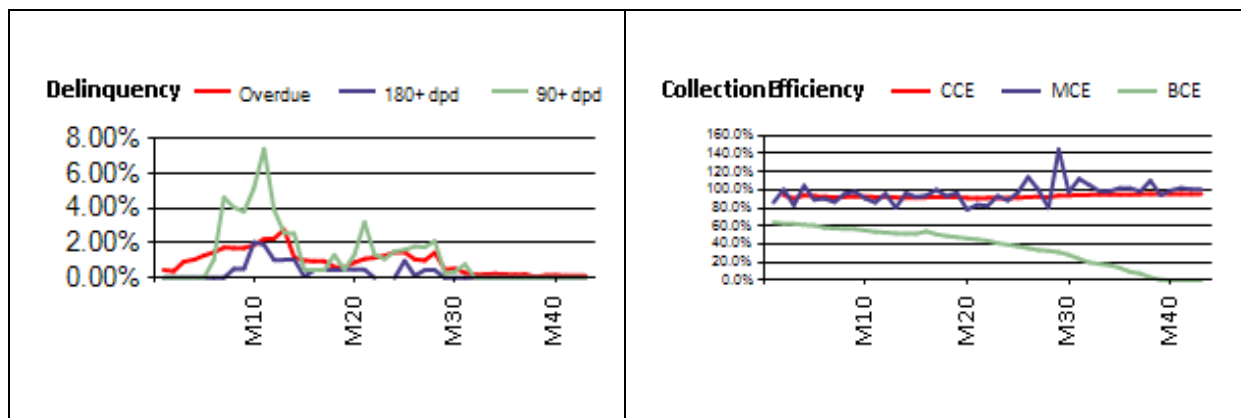 Delinquency Overdue 180+ dpd 90+ dpd
8.00%
6.00%
4.00%
2.00%
0.00%
M10
M20
M30
M40
Collection Efficiency CCE MCE BCE
160.0%
140.0%
120.0%
100.0%
80.0%
60.0%
40.0%
20.0%
0.0%
M10
M20
M30
M40